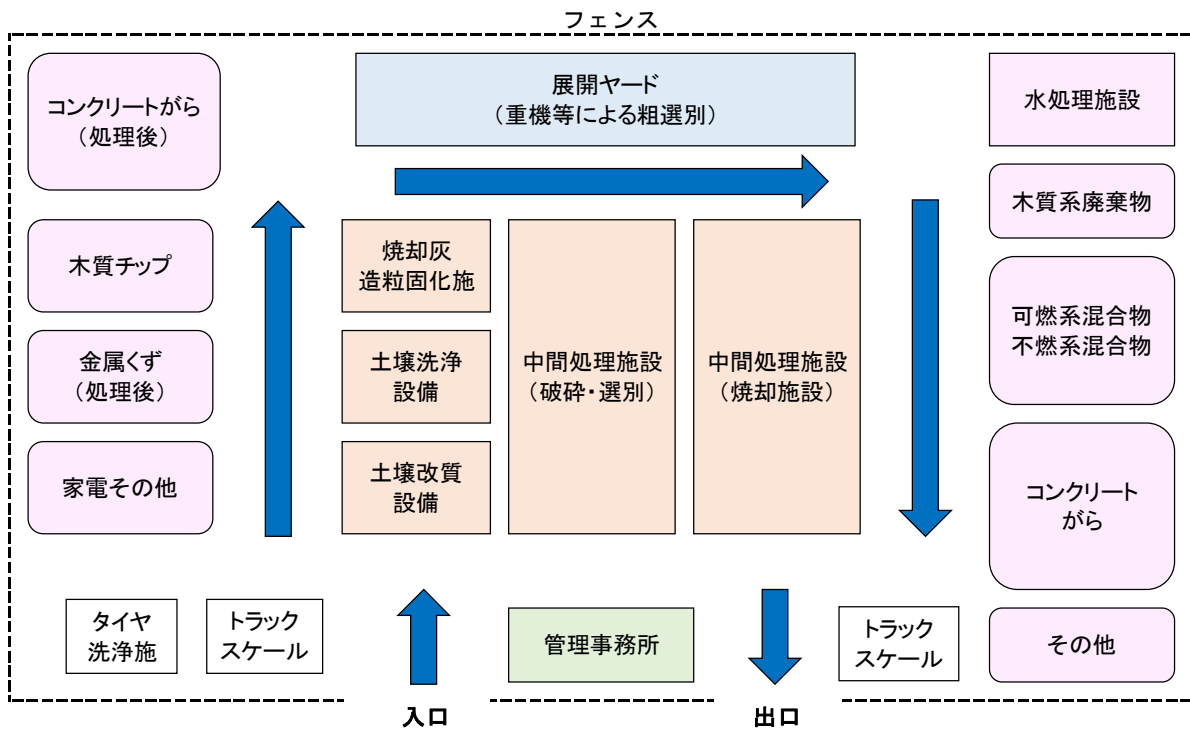 フェンス
コンクリートがら
（処理後）
展開ヤード
（重機等による粗選別）
水処理施設
木質系廃棄物
木質チップ
焼却灰
造粒固化施
金属くず
（処理後）
土壌洗浄
設備
中間処理施設
（破砕・選別）
中間処理施設
（焼却施設）
可燃系混合物
不燃系混合物
家電その他
土壌改質
設備
コンクリート
がら
タイヤ
洗浄施
トラック
スケール
管理事務所
トラック
スケール
その他
入口
出口